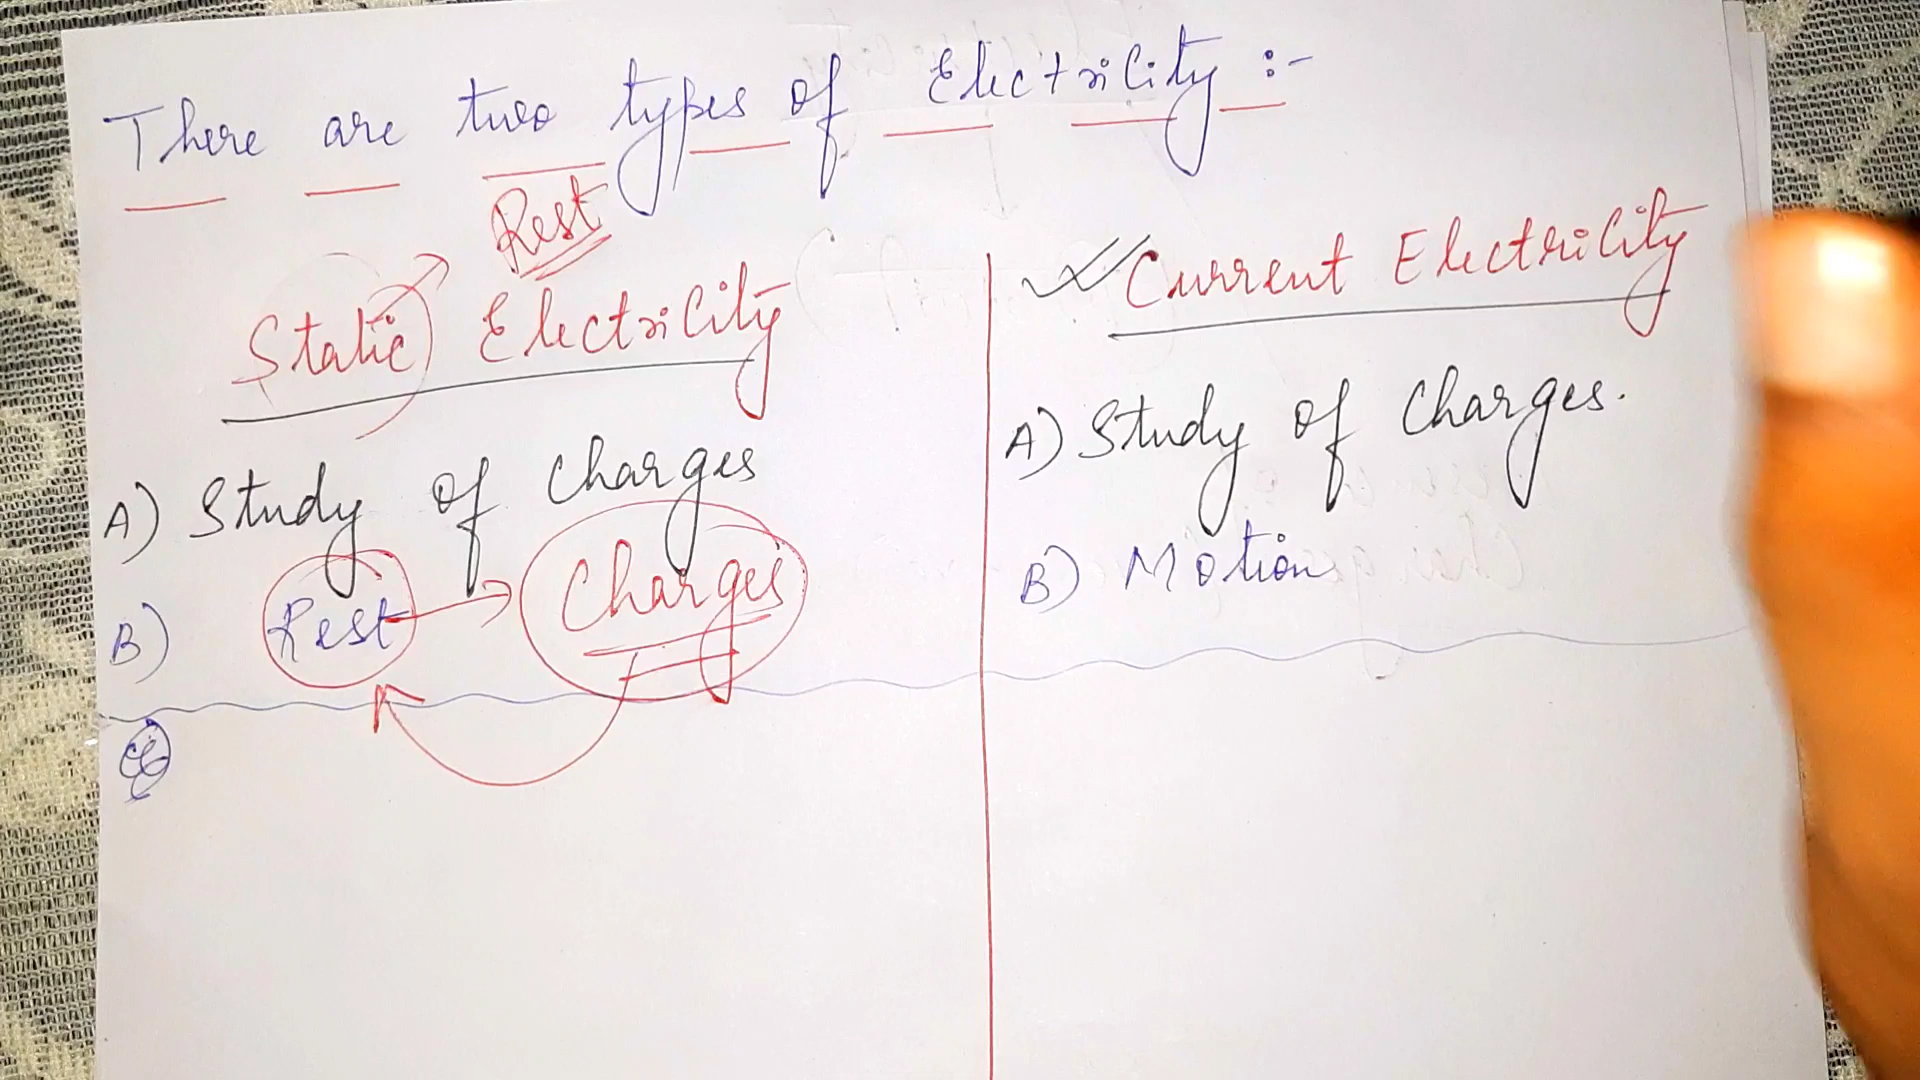 There are two types of Electricity :-
Rest
Static Electricity
A) Study of Charges
B) Rest Charges
Current Electricity
A) Study of Charges.
B) Motion